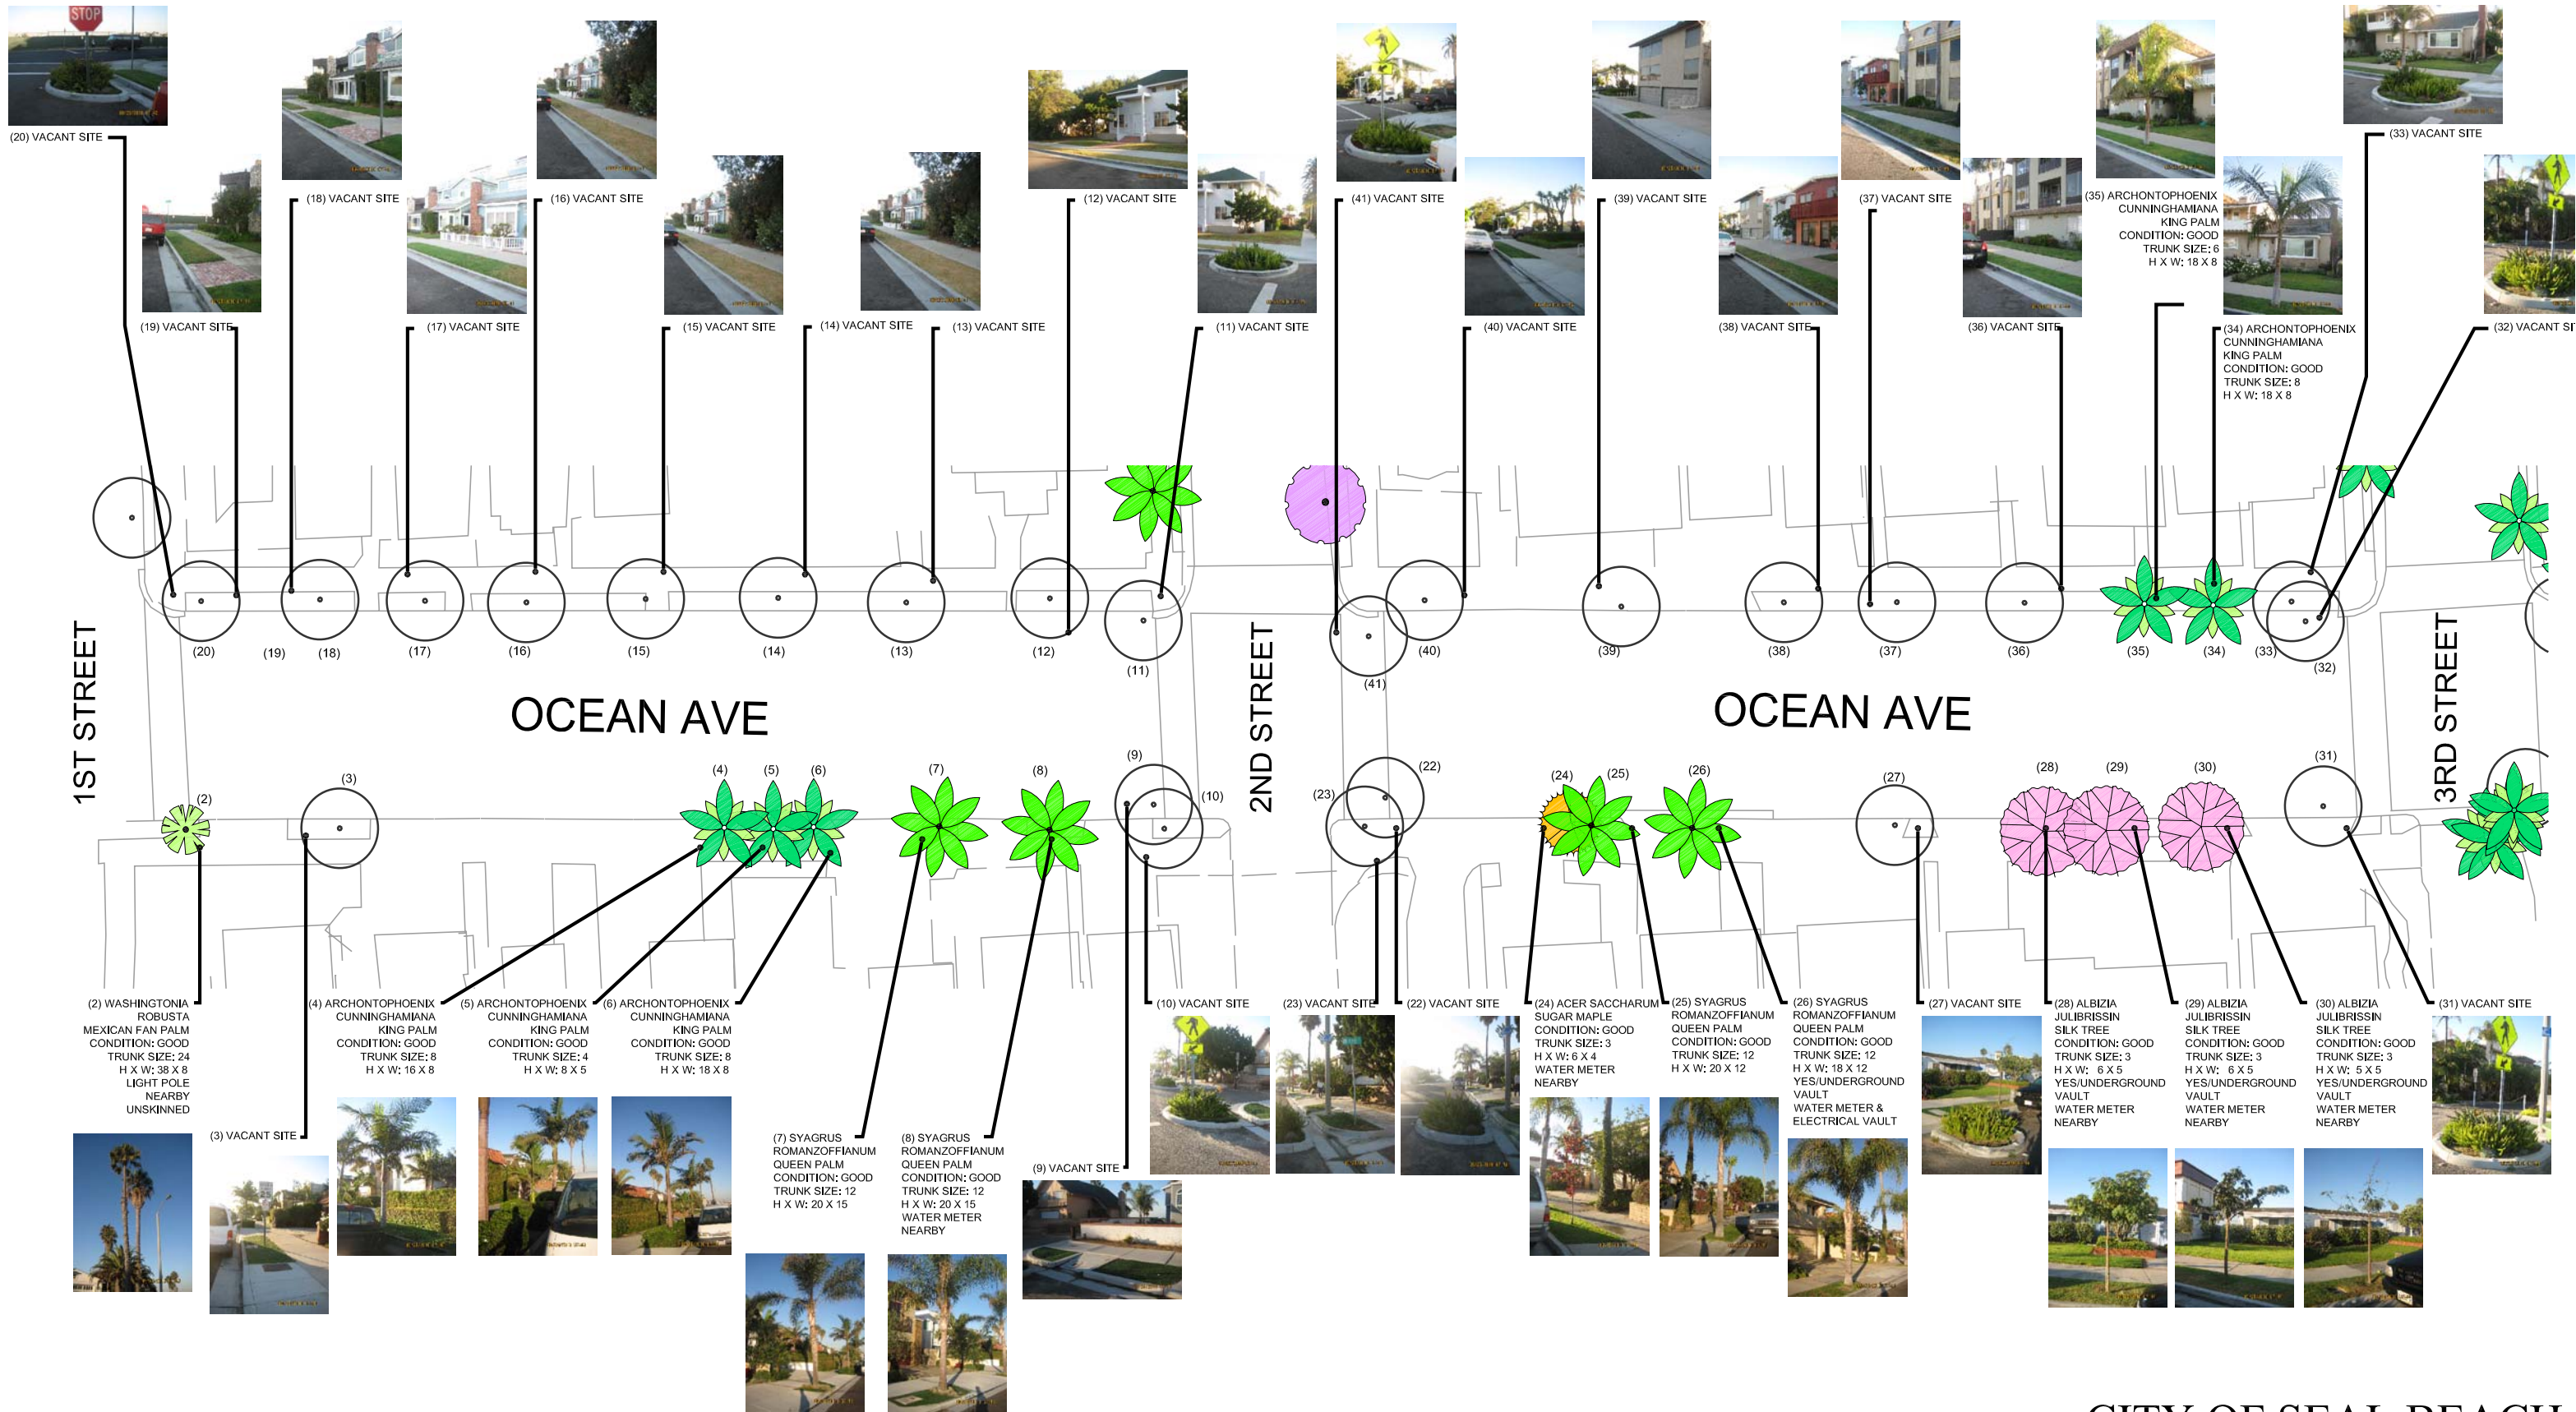 STOP
(20) VACANT SITE
(19) VACANT SITE
(18) VACANT SITE
(17) VACANT SITE
(16) VACANT SITE
(15) VACANT SITE
(14) VACANT SITE
(13) VACANT SITE
(12) VACANT SITE
(11) VACANT SITE
(41) VACANT SITE
(40) VACANT SITE
(39) VACANT SITE
(38) VACANT SITE
(37) VACANT SITE
(36) VACANT SITE
(35) ARCHONTOPHOENIX
CUNNINGHAMIANA
KING PALM
CONDITION: GOOD
TRUNK SIZE: 6
H X W: 18 X 8
(34) ARCHONTOPHOENIX
CUNNINGHAMIANA
KING PALM
CONDITION: GOOD
TRUNK SIZE: 8
H X W: 18 X 8
(33) VACANT SITE
(32) VACANT SI
(20)
(19)
(18)
(17)
(16)
(15)
(14)
(13)
(12)
(11)
(41)
(40)
(39)
(38)
(37)
(36)
(35)
(34)
(33)
(32)
1ST STREET
OCEAN AVE
2ND STREET
OCEAN AVE
3RD STREET
(2)
(3)
(4)
(5)
(6)
(7)
(8)
(9)
(10)
(23)
(22)
(24)
(25)
(26)
(27)
(28)
(29)
(30)
(31)
(2) WASHINGTONIA
ROBUSTA
MEXICAN FAN PALM
CONDITION: GOOD
TRUNK SIZE: 24
H X W: 38 X 8
LIGHT POLE
NEARBY
UNSKINNED
(3) VACANT SITE
(4) ARCHONTOPHOENIX
CUNNINGHAMIANA
KING PALM
CONDITION: GOOD
TRUNK SIZE: 8
H X W: 16 X 8
(5) ARCHONTOPHOENIX
CUNNINGHAMIANA
KING PALM
CONDITION: GOOD
TRUNK SIZE: 4
H X W: 8 X 5
(6) ARCHONTOPHOENIX
CUNNINGHAMIANA
KING PALM
CONDITION: GOOD
TRUNK SIZE: 8
H X W: 18 X 8
(7) SYAGRUS
ROMANZOFFIANUM
QUEEN PALM
CONDITION: GOOD
TRUNK SIZE: 12
H X W: 20 X 15
(8) SYAGRUS
ROMANZOFFIANUM
QUEEN PALM
CONDITION: GOOD
TRUNK SIZE: 12
H X W: 20 X 15
WATER METER
NEARBY
(9) VACANT SITE
(10) VACANT SITE
(23) VACANT SITE
(22) VACANT SITE
(24) ACER SACCHARUM
SUGAR MAPLE
CONDITION: GOOD
TRUNK SIZE: 3
H X W: 6 X 4
WATER METER
NEARBY
(25) SYAGRUS
ROMANZOFFIANUM
QUEEN PALM
CONDITION: GOOD
TRUNK SIZE: 12
H X W: 20 X 12
(26) SYAGRUS
ROMANZOFFIANUM
QUEEN PALM
CONDITION: GOOD
TRUNK SIZE: 12
H X W: 18 X 12
YES/UNDERGROUND
VAULT
WATER METER &
ELECTRICAL VAULT
(27) VACANT SITE
(28) ALBIZIA
JULIBRISSIN
SILK TREE
CONDITION: GOOD
TRUNK SIZE: 3
H X W: 6 X 5
YES/UNDERGROUND
VAULT
WATER METER
NEARBY
(29) ALBIZIA
JULIBRISSIN
SILK TREE
CONDITION: GOOD
TRUNK SIZE: 3
H X W: 6 X 5
YES/UNDERGROUND
VAULT
WATER METER
NEARBY
(30) ALBIZIA
JULIBRISSIN
SILK TREE
CONDITION: GOOD
TRUNK SIZE: 3
H X W: 5 X 5
YES/UNDERGROUND
VAULT
WATER METER
NEARBY
(31) VACANT SITE
CITY OF SEAL BEACH